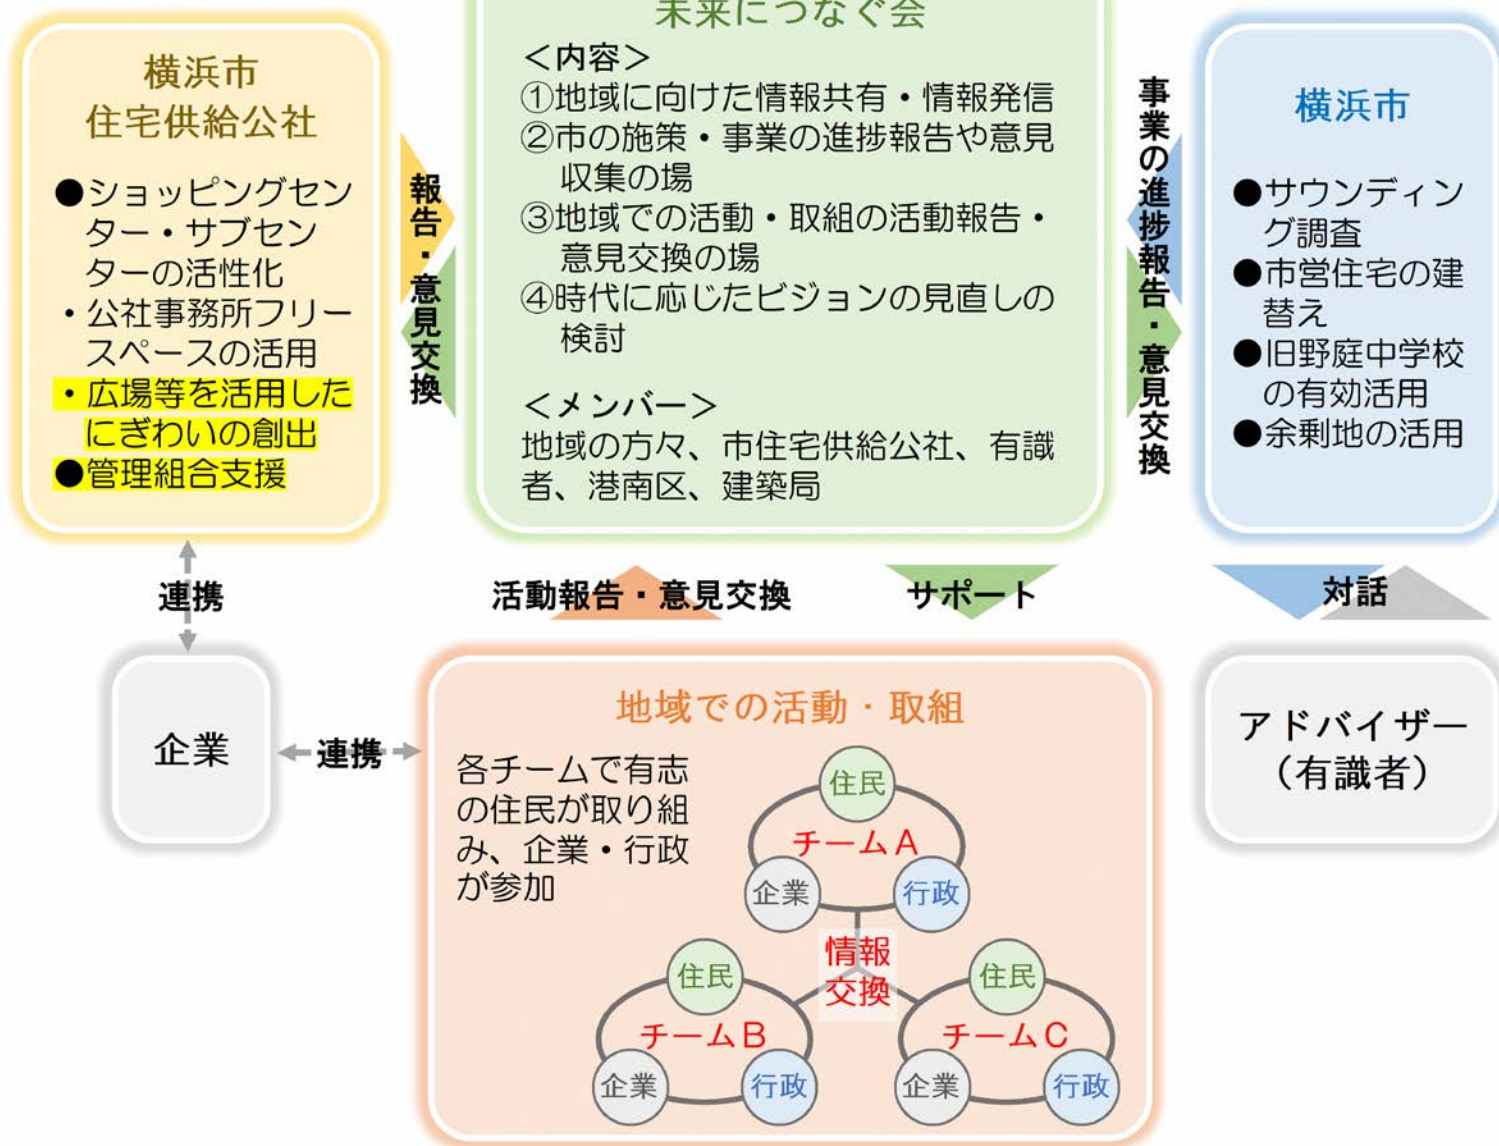 未来につなぐ会
横浜市
住宅供給公社
●ショッピングセン
ター・サブセン
ターの活性化
・公社事務所フリー
スペースの活用
・広場等を活用した
にぎわいの創出
●管理組合支援
報告・意見交換
＜内容＞
①地域に向けた情報共有・情報発信
②市の施策・事業の進捗報告や意見
収集の場
③地域での活動・取組の活動報告・
意見交換の場
④時代に応じたビジョンの見直しの
検討
＜メンバー＞
地域の方々、市住宅供給公社、有識
者、港南区、建築局
事業の進捗報告・意見交換
横浜市
●サウンディン
グ調査
●市営住宅の建
替え
●旧野庭中学校
の有効活用
●余剰地の活用
連携
活動報告・意見交換
サポート
対話
企業
連携
地域での活動・取組
各チームで有志
の住民が取り組
み、企業・行政
が参加
住民
チームA
企業
行政
情報
交換
住民
チームB
企業
行政
住民
チームC
企業
行政
アドバイザー
（有識者）